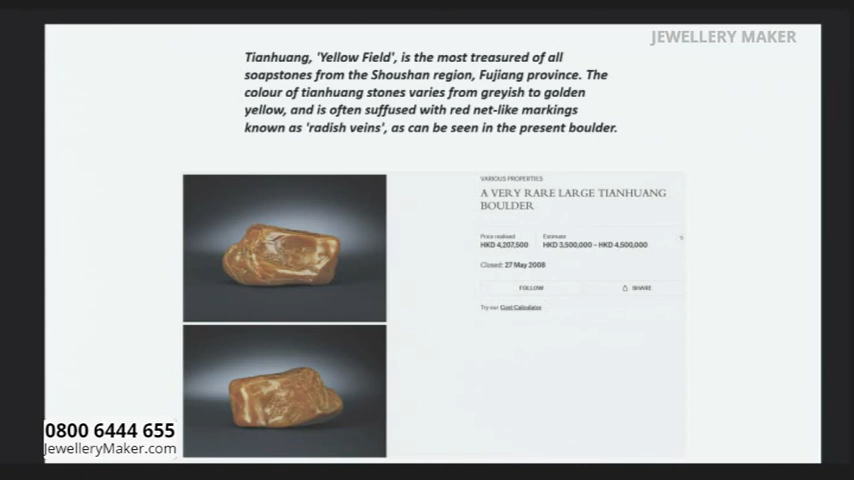 JEWELLERY MAKER
Tianhuang, 'Yellow Field', is the most treasured of all
soapstones from the Shoushan region, Fujiang province. The
colour of tianhuang stones varies from greyish to golden
yellow, and is often suffused with red net-like markings
known as 'radish veins', as can be seen in the present boulder.
VARIOUS PROPERTIES
A VERY RARE LARGE TIANHUANG
BOULDER
Price realised Estimate
HKD 4,207,500 HKD 3,500,000 - HKD 4,500,000
Closed: 27 May 2008
FOLLOW SHARE
Try our Cost Calculator
0800 6444 655
JewelleryMaker.com